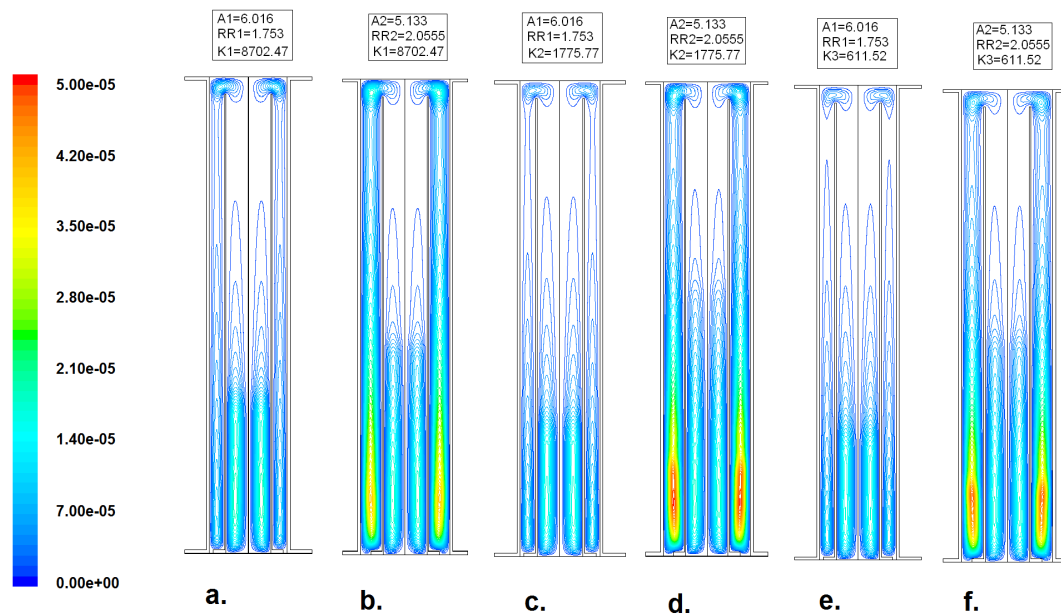 A1=6.016
RR1=1.753
K1=8702.47
A2=5.133
RR2=2.0555
K1=8702.47
A1=6.016
RR1=1.753
K2=1775.77
A2=5.133
RR2=2.0555
K2=1775.77
A1=6.016
RR1=1.753
K3=611.52
A2=5.133
RR2=2.0555
K3=611.52
5.00e-05
4.20e-05
3.50e-05
2.80e-05
2.10e-05
1.40e-05
7.00e-05
0.00e+00
a.
b.
c.
d.
e.
f.